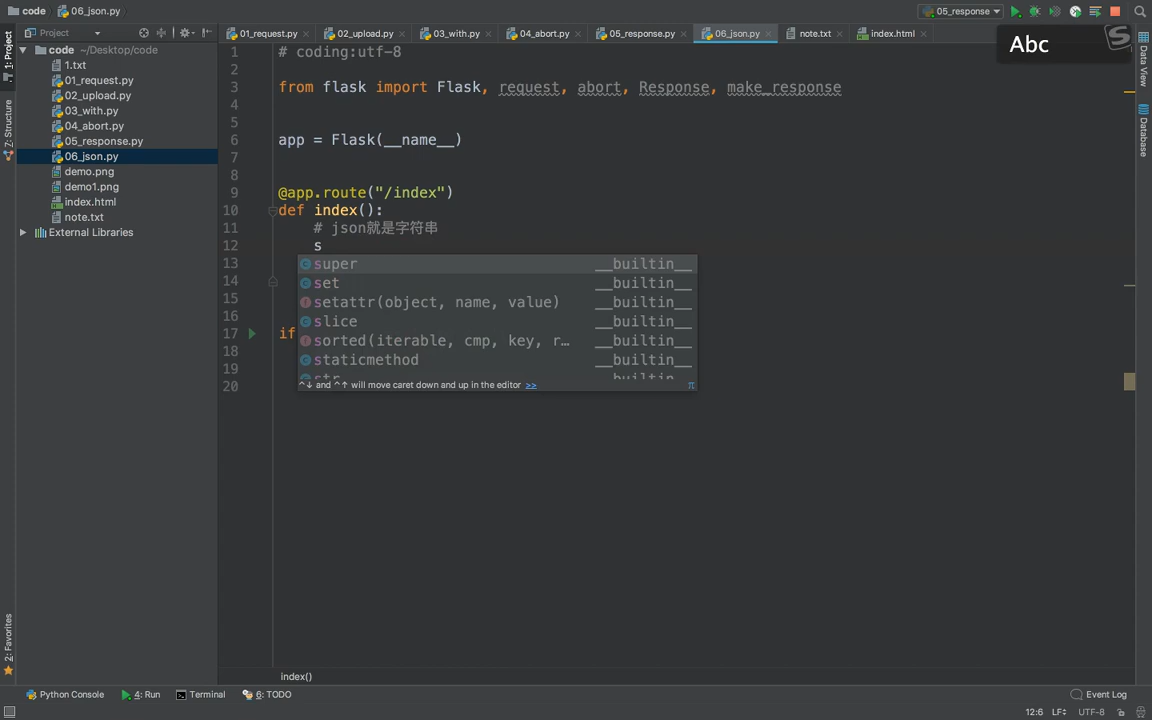 code 06_json.py
05_response
Project
01_request.py
02_upload.py
03_with.py
04_abort.py
05_response.py
06_json.py
note.txt
index.html
Abc
1: Project
Z: Structure
2: Favorites
Data View
Database
code ~/Desktop/code
1.txt
01_request.py
02_upload.py
03_with.py
04_abort.py
05_response.py
06_json.py
demo.png
demo1.png
index.html
note.txt
External Libraries
1 # coding:utf-8
2
3 from flask import Flask, request, abort, Response, make_response
4
5
6 app = Flask(__name__)
7
8
9 @app.route("/index")
10 def index():
11 # json就是字符串
12 s
13
14
15
16
17 if
18
19
20
super __builtin__
set __builtin__
setattr(object, name, value) __builtin__
slice __builtin__
sorted(iterable, cmp, key, r… __builtin__
staticmethod __builtin__
str __builtin__
^↓ and ^↑ will move caret down and up in the editor >>
π
index()
Python Console
4: Run
Terminal
6: TODO
Event Log
12:6 LF÷ UTF-8